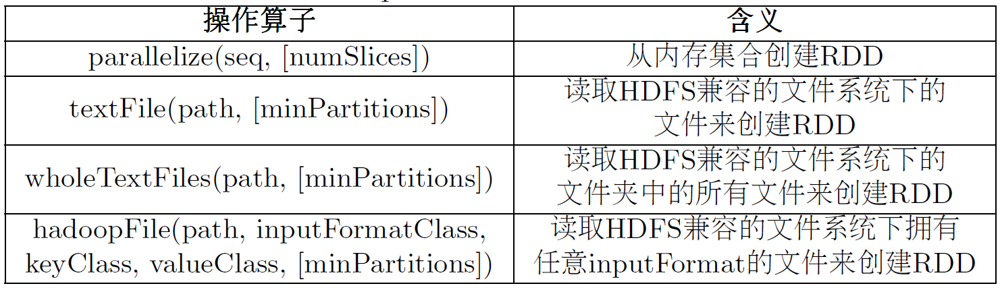 操作算子 含义
parallelize(seq, [numSlices]) 从内存集合创建RDD
textFile(path, [minPartitions]) 读取HDFS兼容的文件系统下的
文件来创建RDD
wholeTextFiles(path, [minPartitions]) 读取HDFS兼容的文件系统下的
文件夹中的所有文件来创建RDD
hadoopFile(path, inputFormatClass,
keyClass, valueClass, [minPartitions])
读取HDFS兼容的文件系统下拥有
任意inputFormat的文件来创建RDD